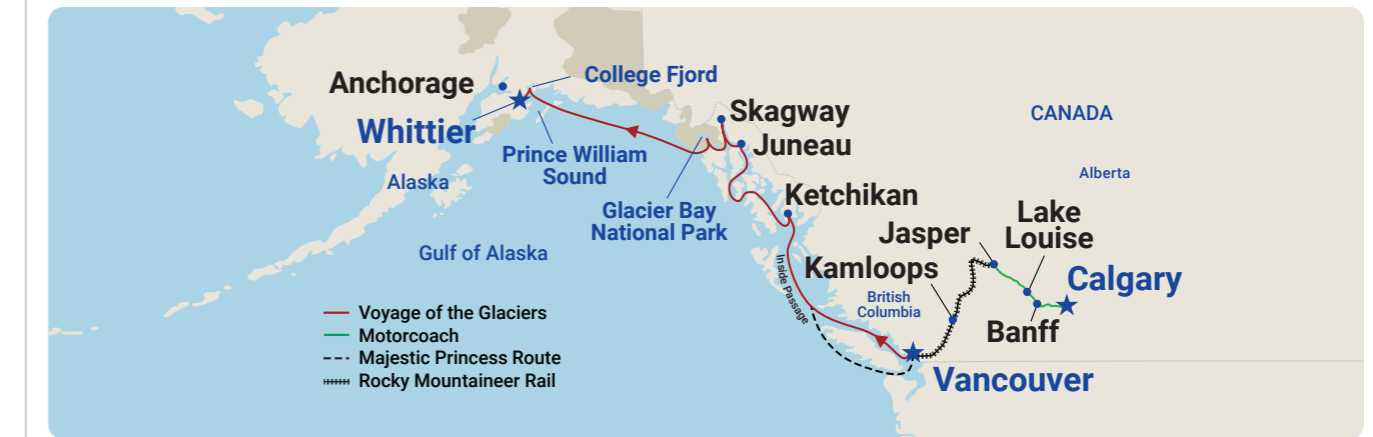 Anchorage
College Fjord
Whittier
Skagway
CANADA
Juneau
Prince William
Sound
Alaska
Alberta
Glacier Bay
National Park
Ketchikan
Gulf of Alaska
Inside Passage
Jasper
Lake
Louise
Kamloops
Calgary
British
Columbia
Banff
Vancouver
Voyage of the Glaciers
Motorcoach
Majestic Princess Route
Rocky Mountaineer Rail